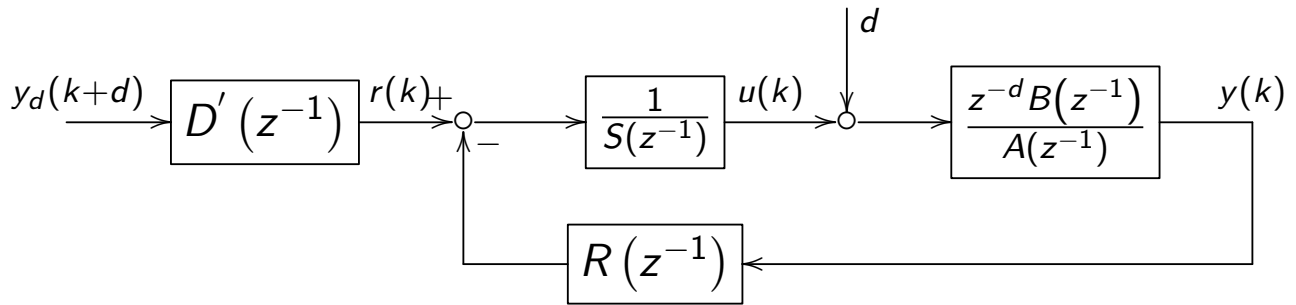 d
y_d(k+d)
D′(z^{-1})
r(k)
+
−
1
S(z^{-1})
u(k)
z^{-d}B(z^{-1})
A(z^{-1})
y(k)
R(z^{-1})